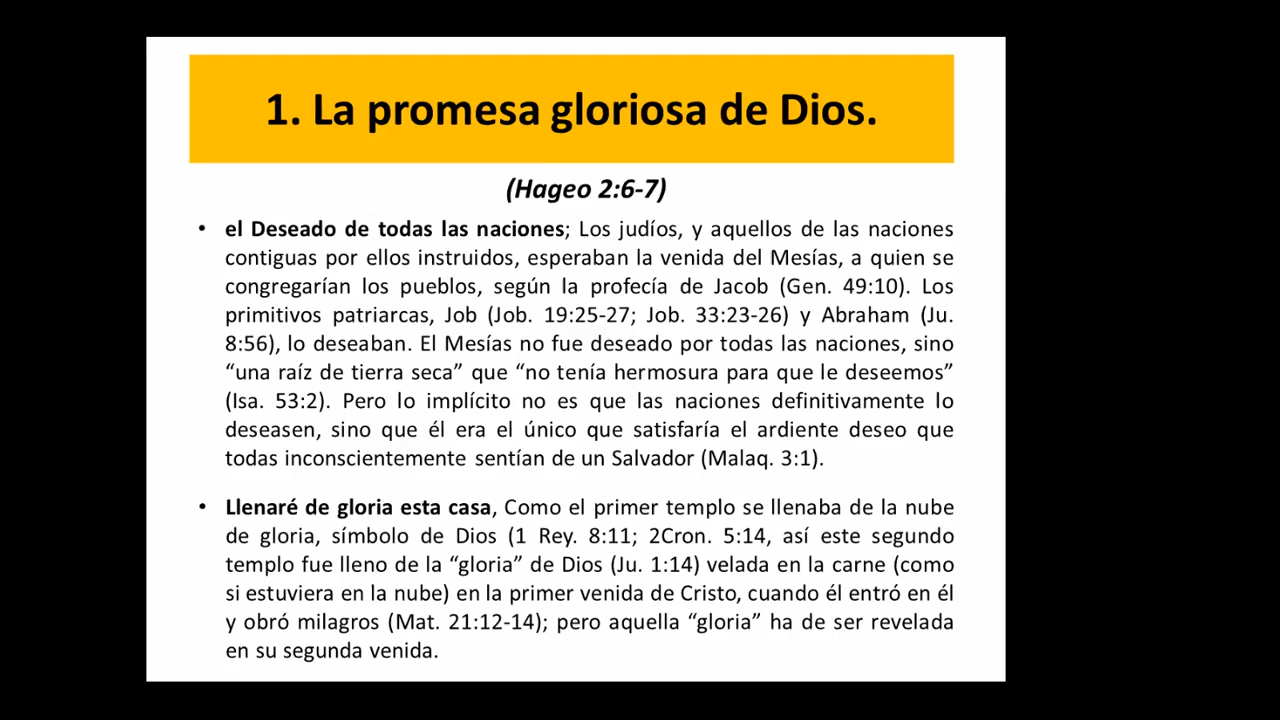 1. La promesa gloriosa de Dios.
(Hageo 2:6-7)
• el Deseado de todas las naciones; Los judíos, y aquellos de las naciones
contiguas por ellos instruidos, esperaban la venida del Mesías, a quien se
congregarían los pueblos, según la profecía de Jacob (Gen. 49:10). Los
primitivos patriarcas, Job (Job. 19:25-27; Job. 33:23-26) y Abraham (Ju.
8:56), lo deseaban. El Mesías no fue deseado por todas las naciones, sino
“una raíz de tierra seca” que “no tenía hermosura para que le deseemos”
(Isa. 53:2). Pero lo implícito no es que las naciones definitivamente lo
deseasen, sino que él era el único que satisfaría el ardiente deseo que
todas inconscientemente sentían de un Salvador (Malaq. 3:1).
• Llenaré de gloria esta casa, Como el primer templo se llenaba de la nube
de gloria, símbolo de Dios (1 Rey. 8:11; 2Cron. 5:14, así este segundo
templo fue lleno de la “gloria” de Dios (Ju. 1:14) velada en la carne (como
si estuviera en la nube) en la primer venida de Cristo, cuando él entró en él
y obró milagros (Mat. 21:12-14); pero aquella “gloria” ha de ser revelada
en su segunda venida.